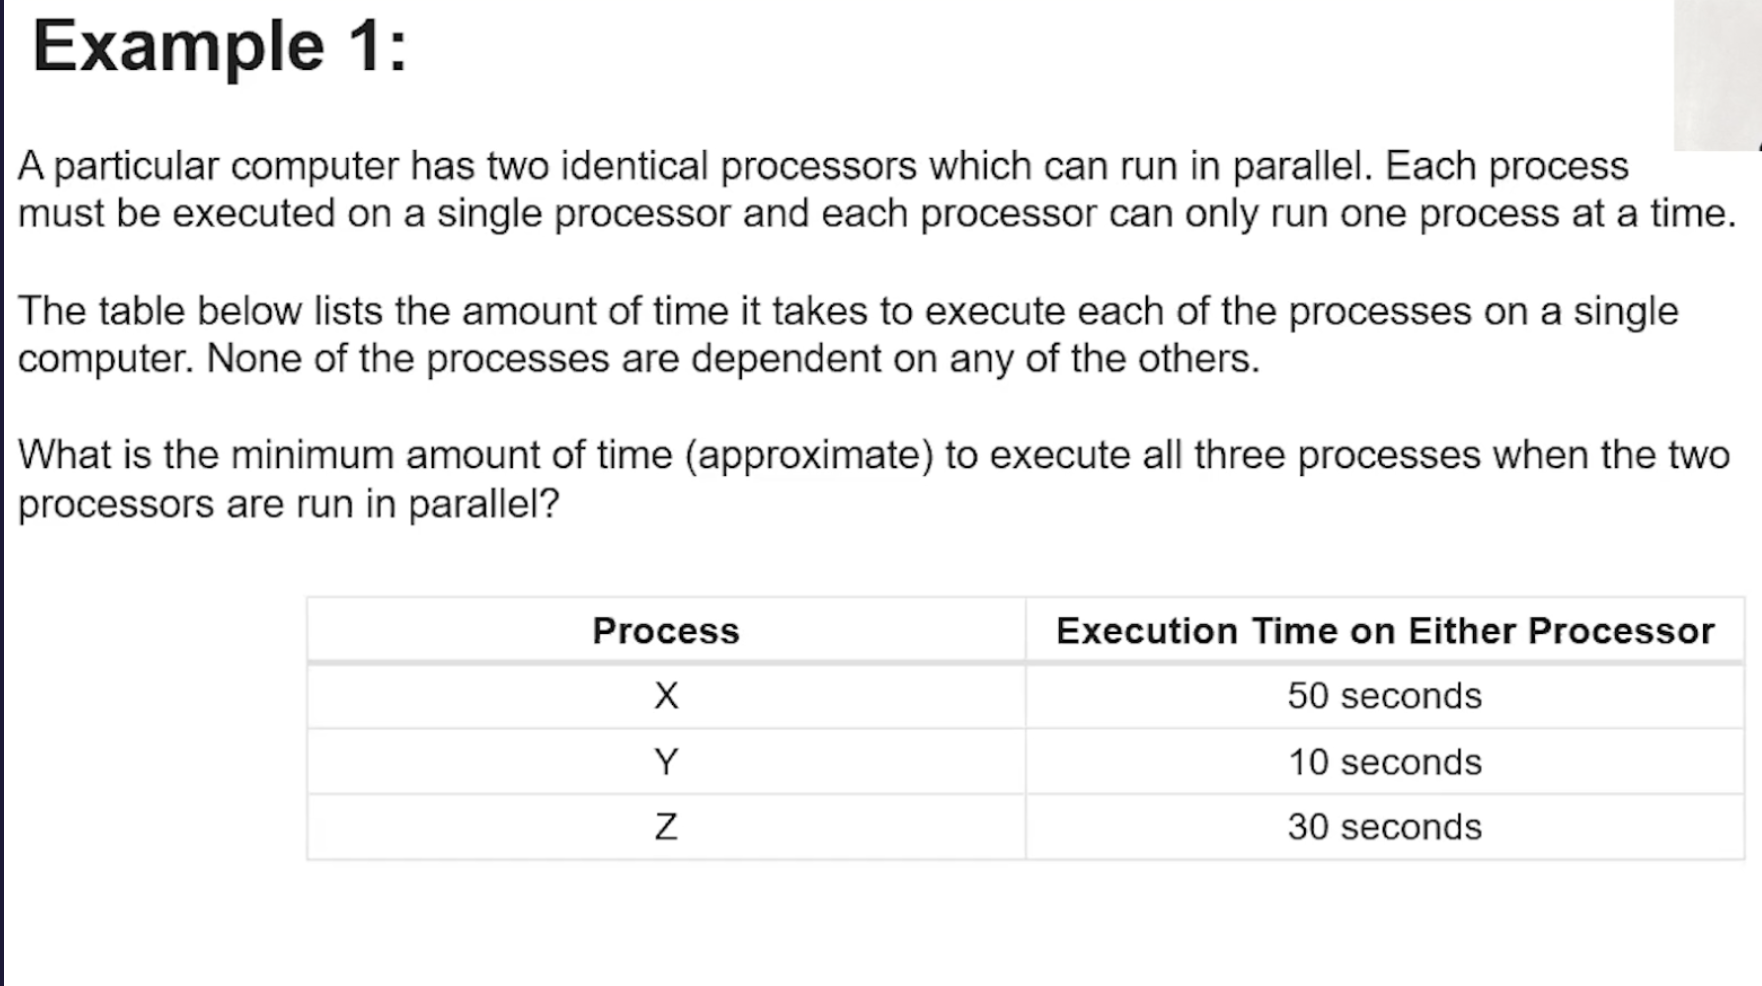 Example 1:
A particular computer has two identical processors which can run in parallel. Each process
must be executed on a single processor and each processor can only run one process at a time.
The table below lists the amount of time it takes to execute each of the processes on a single
computer. None of the processes are dependent on any of the others.
What is the minimum amount of time (approximate) to execute all three processes when the two
processors are run in parallel?
Process Execution Time on Either Processor
X 50 seconds
Y 10 seconds
Z 30 seconds